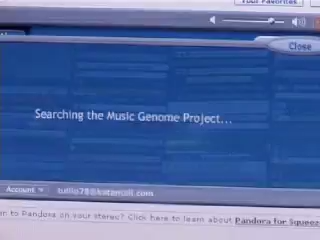 Your Favorites
Close
Searching the Music Genome Project...
Account
to Pandora on your stereo? Click here to learn about Pandora for Squeez